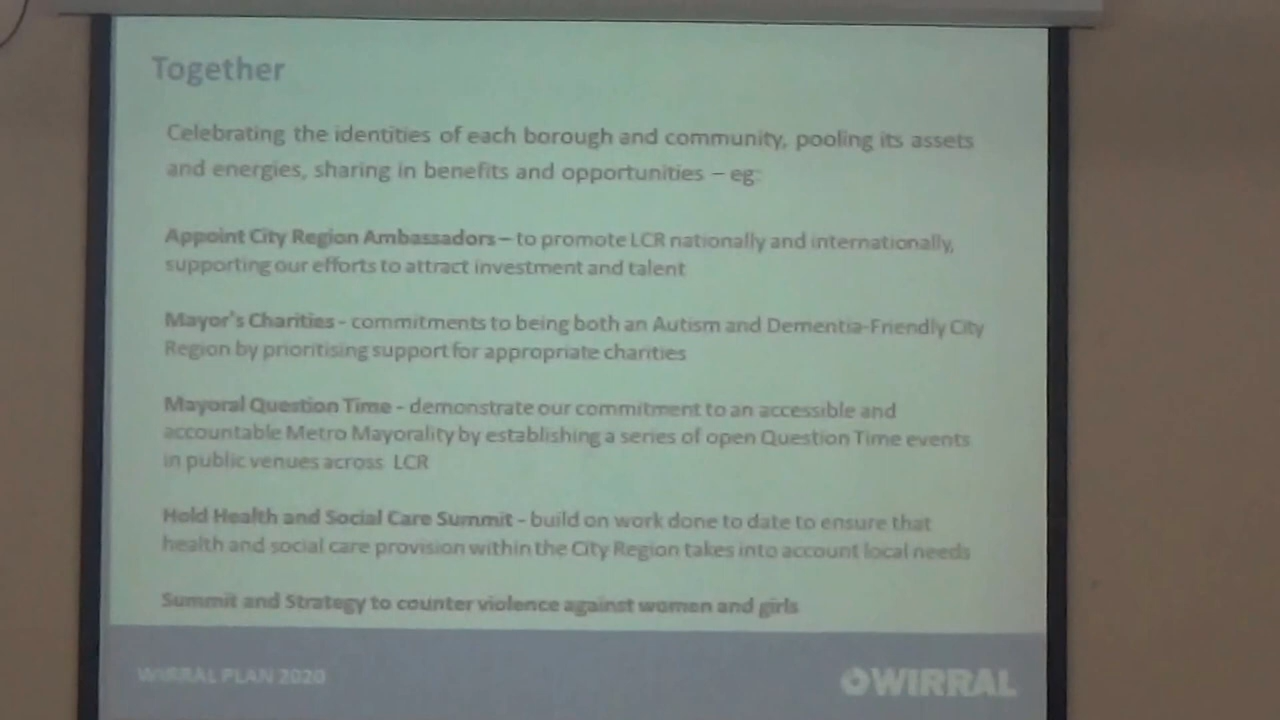 Together
Celebrating the identities of each borough and community, pooling its assets
and energies, sharing in benefits and opportunities – eg:
Appoint City Region Ambassadors – to promote LCR nationally and internationally,
supporting our efforts to attract investment and talent
Mayor's Charities - commitments to being both an Autism and Dementia-Friendly City
Region by prioritising support for appropriate charities
Mayoral Question Time - demonstrate our commitment to an accessible and
accountable Metro Mayorality by establishing a series of open Question Time events
in public venues across LCR
Hold Health and Social Care Summit - build on work done to date to ensure that
health and social care provision within the City Region takes into account local needs
Summit and Strategy to counter violence against women and girls
WIRRAL PLAN 2020
WIRRAL